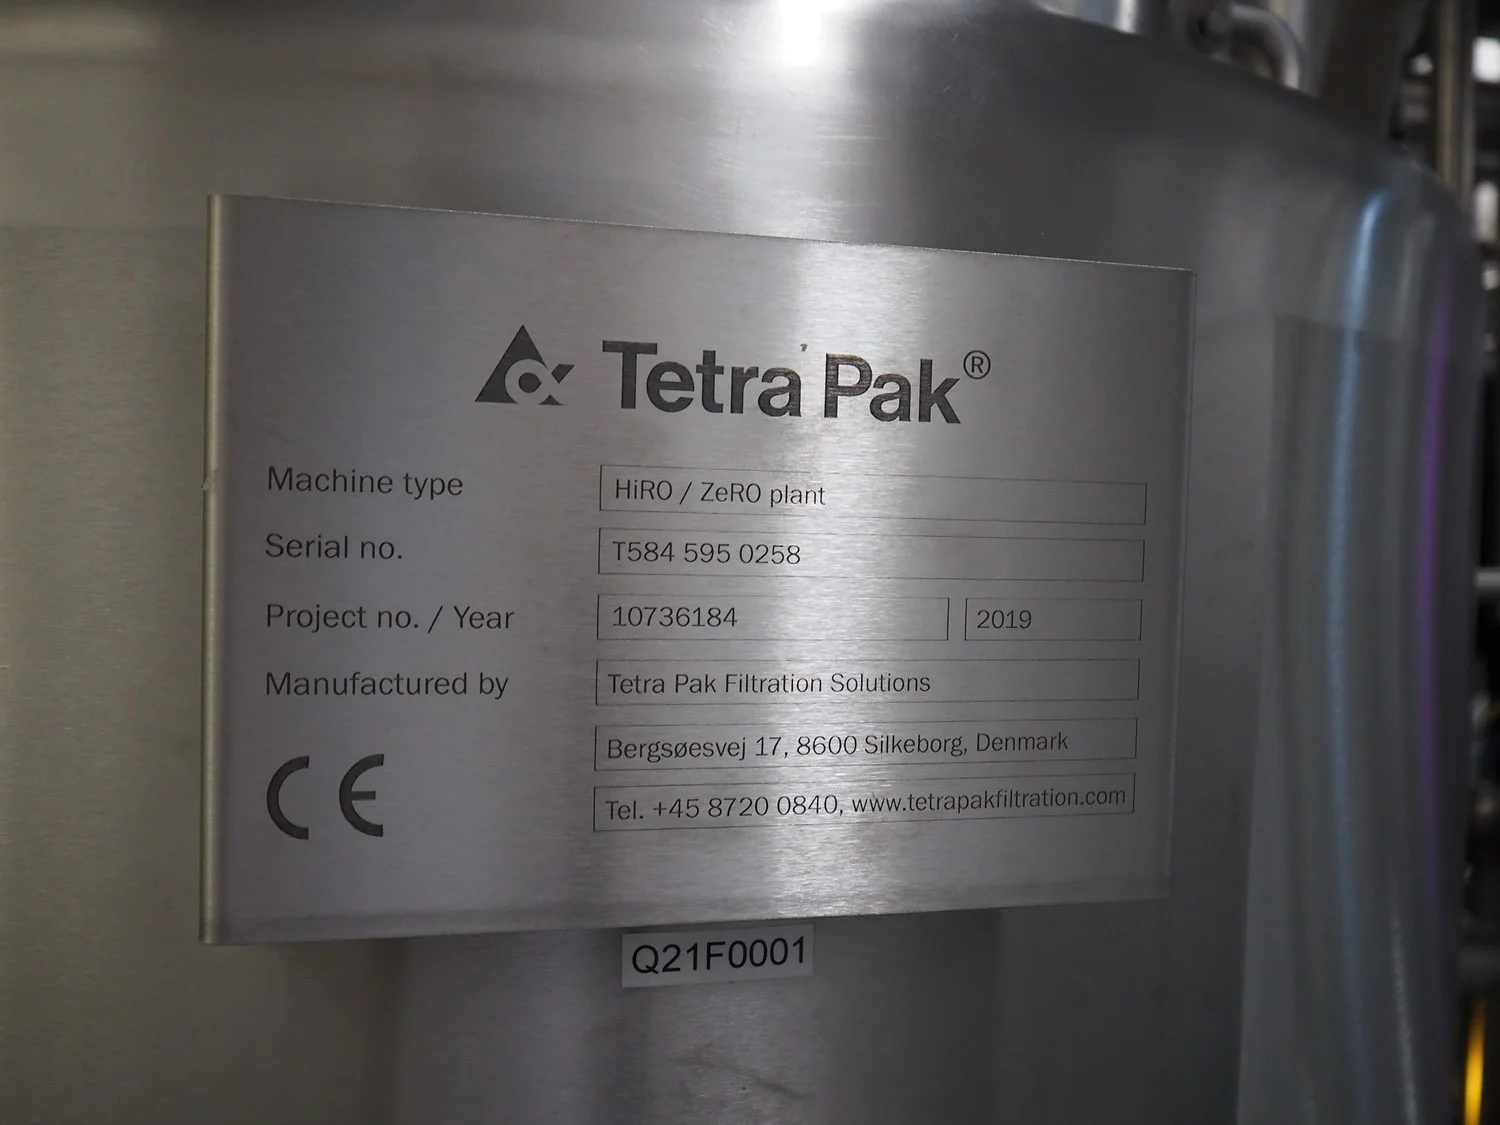 Tetra Pak®
Machine type HiRO / ZeRO plant
Serial no. T584 595 0258
Project no. / Year 10736184 2019
Manufactured by Tetra Pak Filtration Solutions
Bergsøesvej 17, 8600 Silkeborg, Denmark
CE Tel. +45 8720 0840, www.tetrapakfiltration.com
Q21F0001